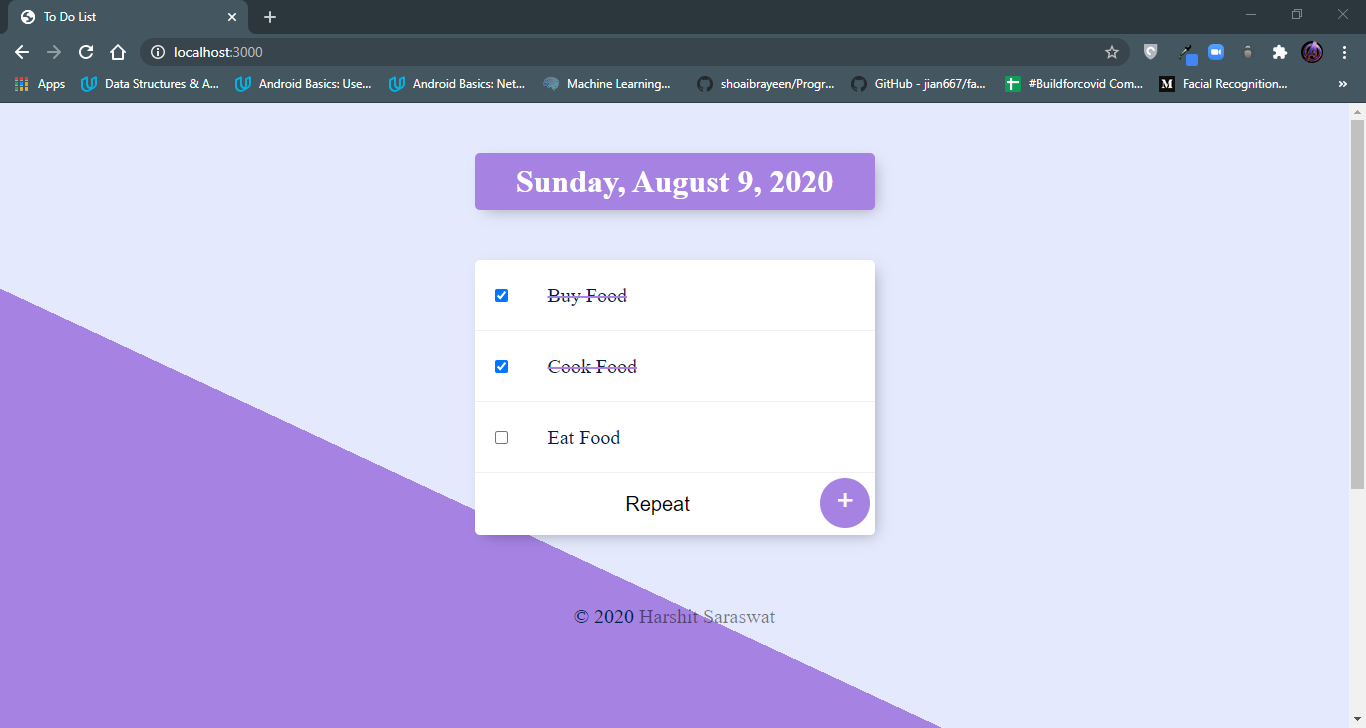 To Do List
localhost:3000
Apps
Data Structures & A...
Android Basics: Use...
Android Basics: Net...
Machine Learning...
shoaibrayeen/Progr...
GitHub - jian667/fa...
#Buildforcovid Com...
M
Facial Recognition...
»
Sunday, August 9, 2020
Buy Food
Cook Food
Eat Food
Repeat
+
© 2020 Harshit Saraswat